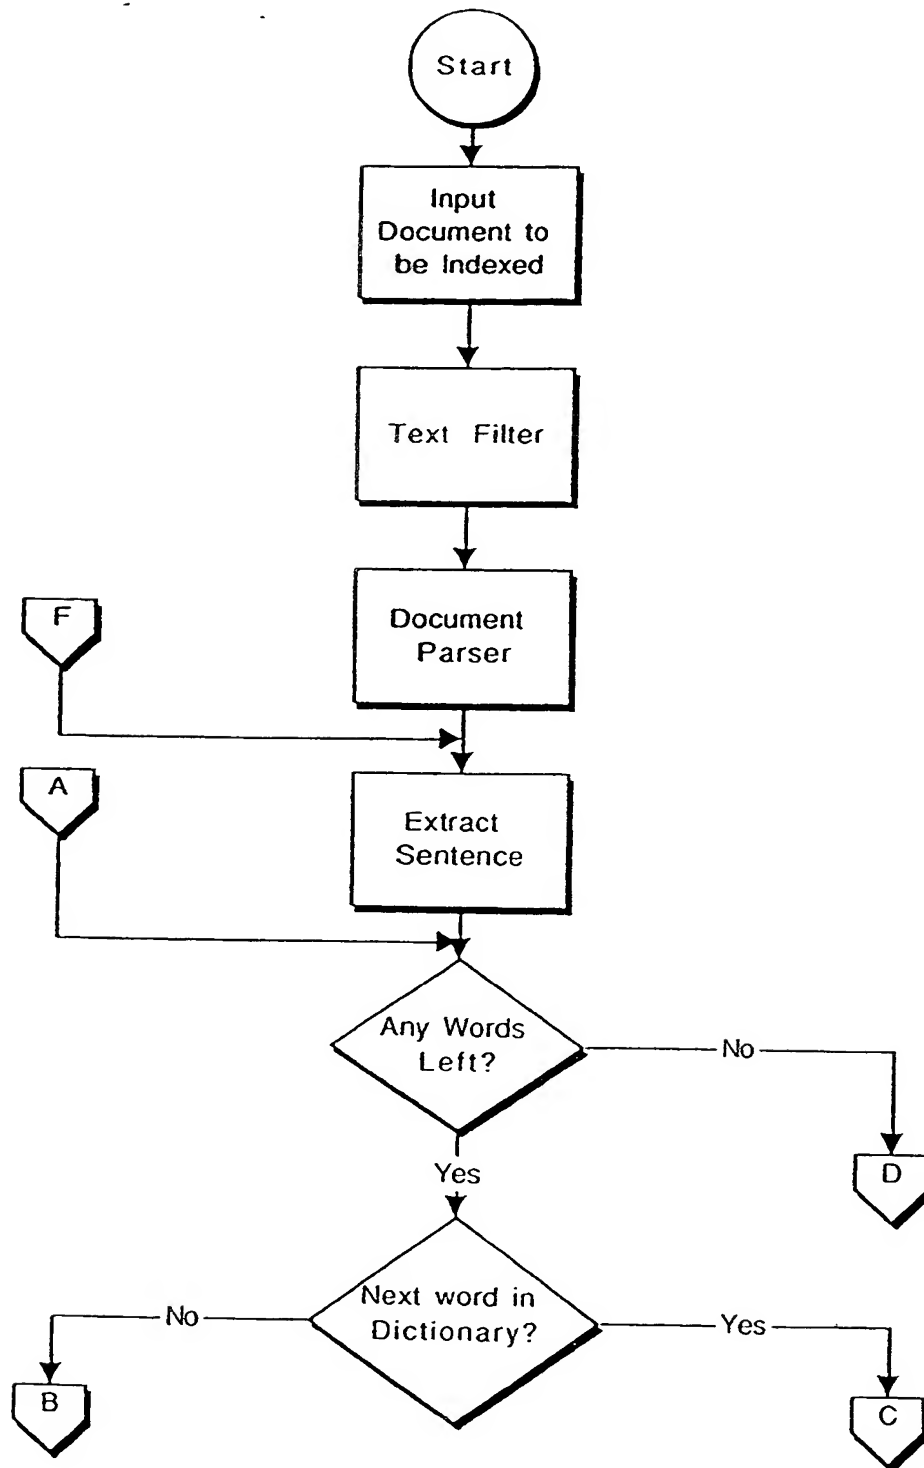 Start
Input
Document to
be Indexed
Text Filter
Document
Parser
F
A
Extract
Sentence
Any Words
Left?
No
Yes
D
Next word in
Dictionary?
No
Yes
B
C